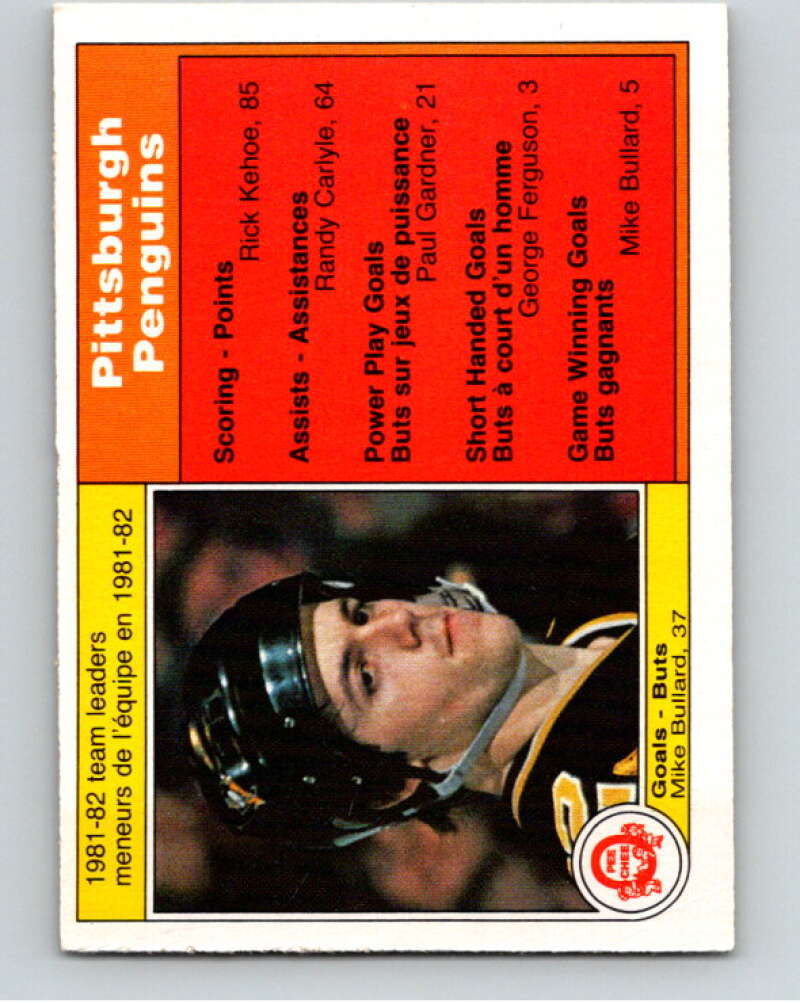 1981-82 team leaders
meneurs de l'équipe en 1981-82
Pittsburgh
Penguins
Scoring - Points
Rick Kehoe, 85
Assists - Assistances
Randy Carlyle, 64
Power Play Goals
Buts sur jeux de puissance
Paul Gardner, 21
Short Handed Goals
Buts à court d'un homme
George Ferguson, 3
Game Winning Goals
Buts gagnants
Mike Bullard, 5
O
PEE
CHEE
Goals - Buts
Mike Bullard, 37